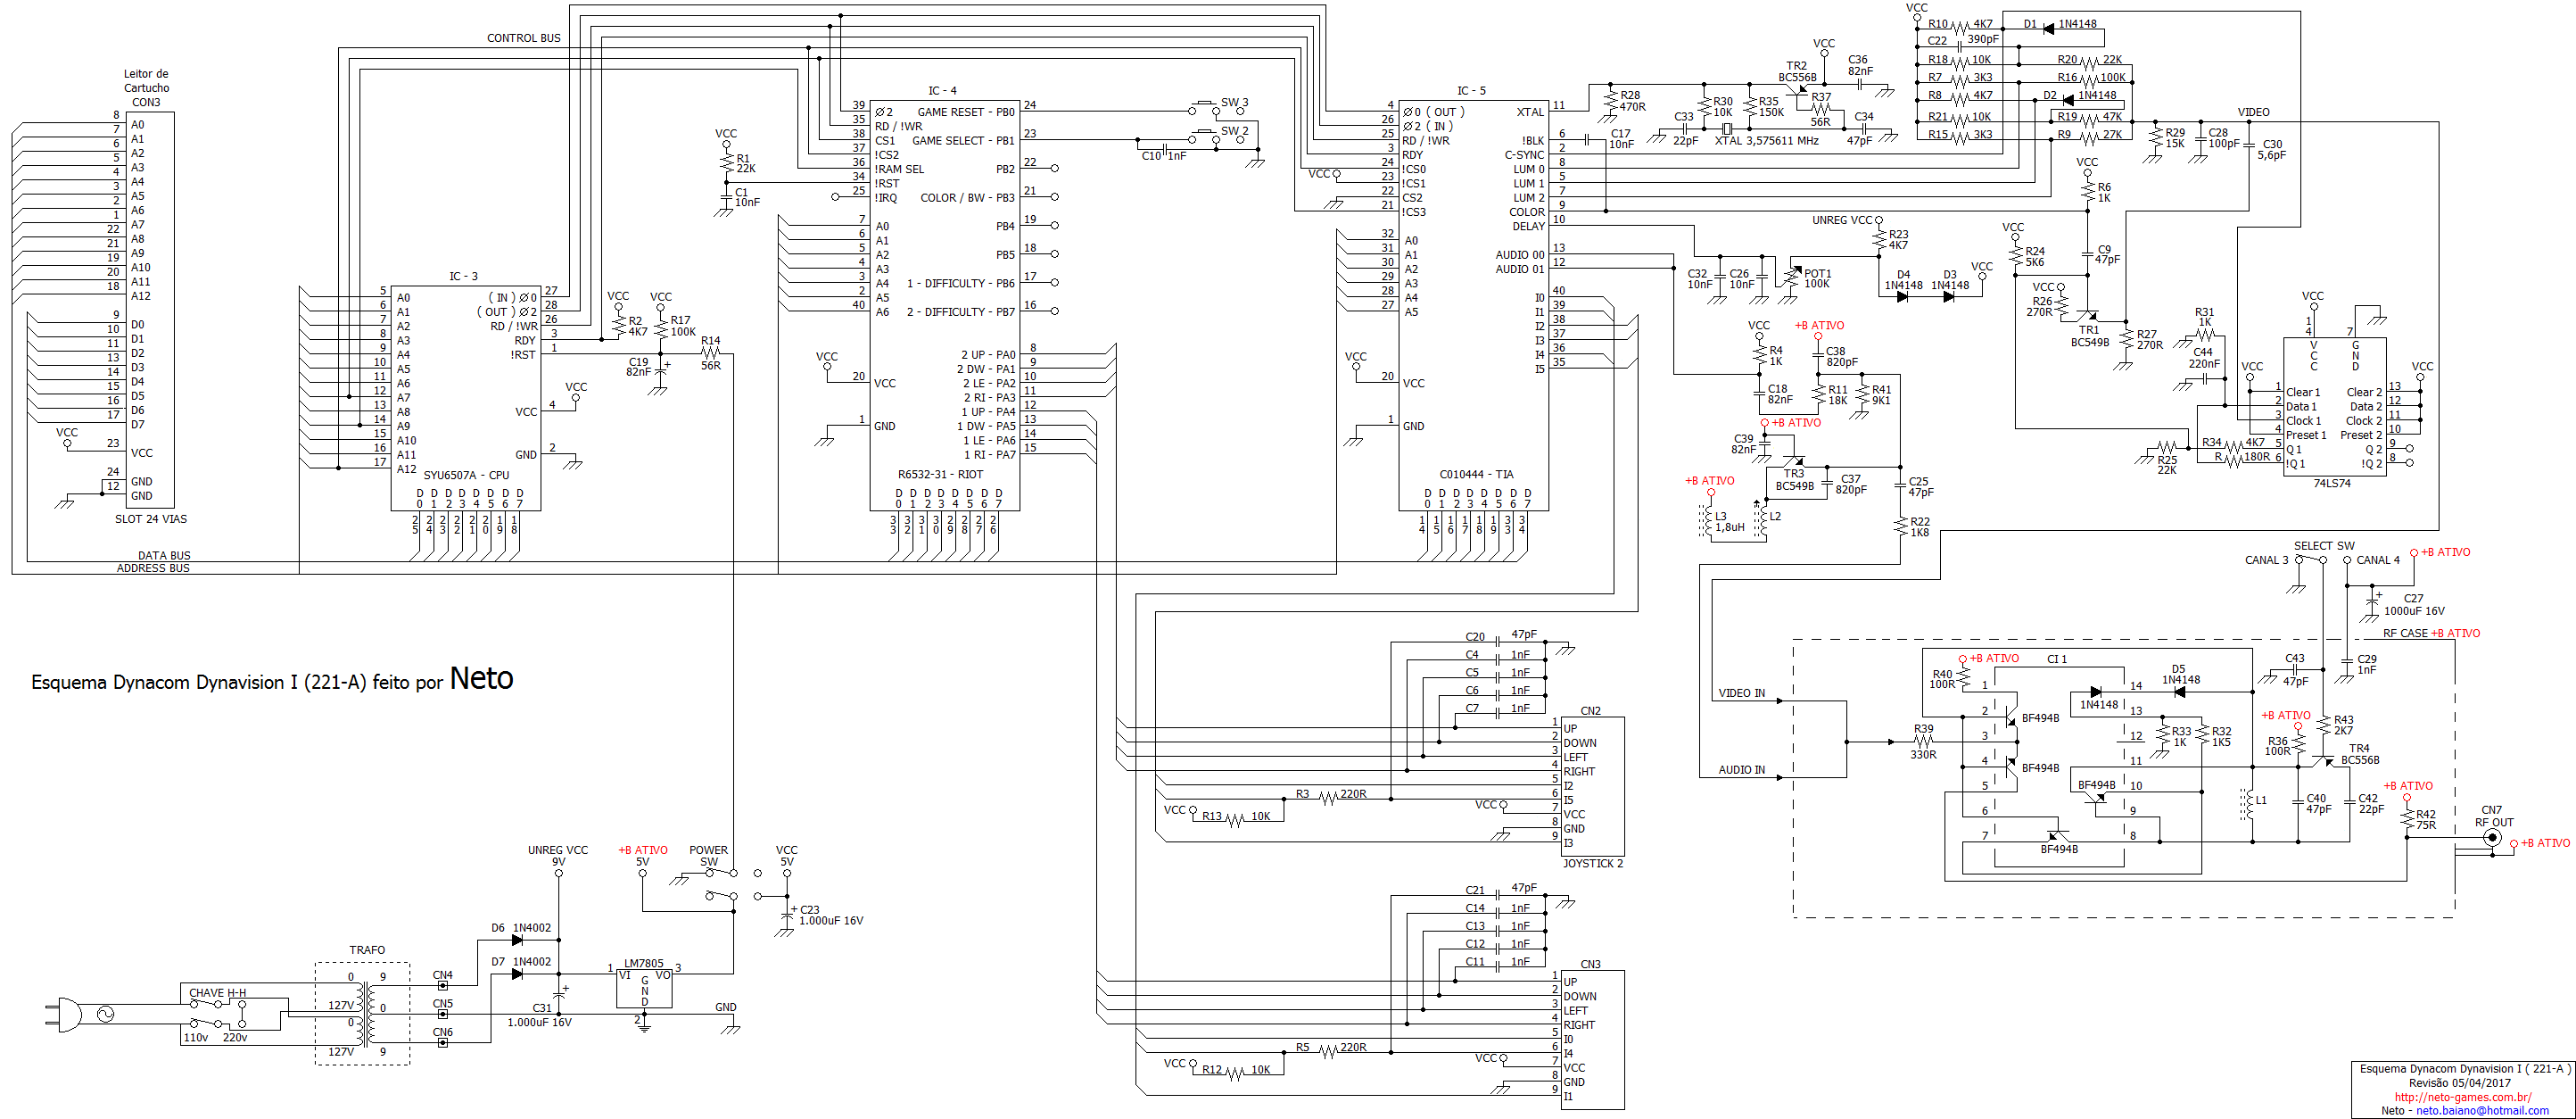 CONTROL BUS
Leitor de
Cartucho
CON3
8 A0
7 A1
6 A2
5 A3
4 A4
3 A5
2 A6
1 A7
22 A8
21 A9
19 A10
20 A11
18 A12
9 D0
10 D1
11 D2
13 D3
14 D4
15 D5
16 D6
17 D7
VCC
23 VCC
24 GND
12 GND
SLOT 24 VIAS
DATA BUS
ADDRESS BUS
IC - 3
5 A0
6 A1
7 A2
8 A3
9 A4
10 A5
11 A6
12 A7
13 A8
14 A9
15 A10
16 A11
17 A12
( IN ) Ø 0 27
( OUT ) Ø 2 28
RD / !WR 26
RDY 3
!RST 1
VCC 4
VCC
GND 2
SYU6507A - CPU
D0 D1 D2 D3 D4 D5 D6 D7
25 24 23 22 21 20 19 18
VCC
R2
4K7
VCC
R17
100K
C19
82nF
+
R14
56R
VCC
R1
22K
C1
10nF
IC - 4
39 Ø 2
35 RD / !WR
38 CS1
37 !CS2
36 !RAM SEL
34 !RST
25 !IRQ
7 A0
6 A1
5 A2
4 A3
3 A4
2 A5
40 A6
VCC
20 VCC
1 GND
GAME RESET - PB0 24
GAME SELECT - PB1 23
PB2 22
COLOR / BW - PB3 21
PB4 19
PB5 18
1 - DIFFICULTY - PB6 17
2 - DIFFICULTY - PB7 16
2 UP - PA0 8
2 DW - PA1 9
2 LE - PA2 10
2 RI - PA3 11
1 UP - PA4 12
1 DW - PA5 13
1 LE - PA6 14
1 RI - PA7 15
R6532-31 - RIOT
D0 D1 D2 D3 D4 D5 D6 D7
33 32 31 30 29 28 27 26
SW 3
SW 2
C10 1nF
IC - 5
4 Ø 0 ( OUT )
26 Ø 2 ( IN )
25 RD / !WR
3 RDY
24 !CS0
VCC
23 !CS1
22 CS2
21 !CS3
32 A0
31 A1
30 A2
29 A3
28 A4
27 A5
VCC
20 VCC
1 GND
XTAL 11
!BLK 6
C-SYNC 2
LUM 0 8
LUM 1 5
LUM 2 7
COLOR 9
DELAY 10
AUDIO 00 13
AUDIO 01 12
I0 40
I1 39
I2 38
I3 37
I4 36
I5 35
C010444 - TIA
D0 D1 D2 D3 D4 D5 D6 D7
14 15 16 17 18 19 33 34
R28
470R
C17
10nF
C33
22pF
R30
10K
R35
150K
XTAL 3,575611 MHz
TR2
BC556B
VCC
C36
82nF
R37
56R
C34
47pF
VCC
R10 4K7
C22 390pF
R18 10K
R7 3K3
R8 4K7
R21 10K
R15 3K3
D1 1N4148
R20 22K
R16 100K
D2 1N4148
R19 47K
R9 27K
VIDEO
R29
15K
C28
100pF
C30
5,6pF
VCC
R6
1K
C9
47pF
UNREG VCC
R23
4K7
C32
10nF
C26
10nF
POT1
100K
D4
1N4148
D3
1N4148
VCC
VCC
R24
5K6
VCC
R26
270R
TR1
BC549B
R27
270R
R31
1K
C44
220nF
VCC
1
4
7
VCC GND
VCC
VCC
1 Clear 1
2 Data 1
3 Clock 1
4 Preset 1
5 Q 1
6 !Q 1
Clear 2 13
Data 2 12
Clock 2 11
Preset 2 10
Q 2 9
!Q 2 8
74LS74
R25
22K
R34 4K7
R 180R
VCC
R4
1K
+B ATIVO
C38
820pF
C18
82nF
R11
18K
R41
9K1
+B ATIVO
C39
82nF
TR3
BC549B
C37
820pF
C25
47pF
R22
1K8
+B ATIVO
L3
1,8uH
L2
SELECT SW
CANAL 3
CANAL 4
+B ATIVO
+
C27
1000uF 16V
RF CASE +B ATIVO
C43
47pF
C29
1nF
VIDEO IN
AUDIO IN
R39
330R
+B ATIVO
R40
100R
CI 1
1
2
3
4
5
6
7
14
13
12
11
10
9
8
BF494B
BF494B
BF494B
BF494B
1N4148
D5
1N4148
R33
1K
R32
1K5
L1
+B ATIVO
R36
100R
R43
2K7
TR4
BC556B
C40
47pF
C42
22pF
+B ATIVO
R42
75R
CN7
RF OUT
+B ATIVO
C20 47pF
C4 1nF
C5 1nF
C6 1nF
C7 1nF
CN2
1 UP
2 DOWN
3 LEFT
4 RIGHT
5 I2
6 I5
7 VCC
8 GND
9 I3
JOYSTICK 2
VCC
R13 10K
R3 220R
VCC
C21 47pF
C14 1nF
C13 1nF
C12 1nF
C11 1nF
CN3
1 UP
2 DOWN
3 LEFT
4 RIGHT
5 I0
6 I4
7 VCC
8 GND
9 I1
VCC
R12 10K
R5 220R
VCC
Esquema Dynacom Dynavision I (221-A) feito por Neto
UNREG VCC
9V
+B ATIVO
5V
POWER
SW
VCC
5V
+
C23
1.000uF 16V
D6 1N4002
D7 1N4002
LM7805
1 VI
VO 3
GND
2
+
C31
1.000uF 16V
GND
TRAFO
0
127V
0
127V
9
0
9
CN4
CN5
CN6
CHAVE H-H
110v 220v
Esquema Dynacom Dynavision I ( 221-A )
Revisão 05/04/2017
http://neto-games.com.br/
Neto - neto.baiano@hotmail.com